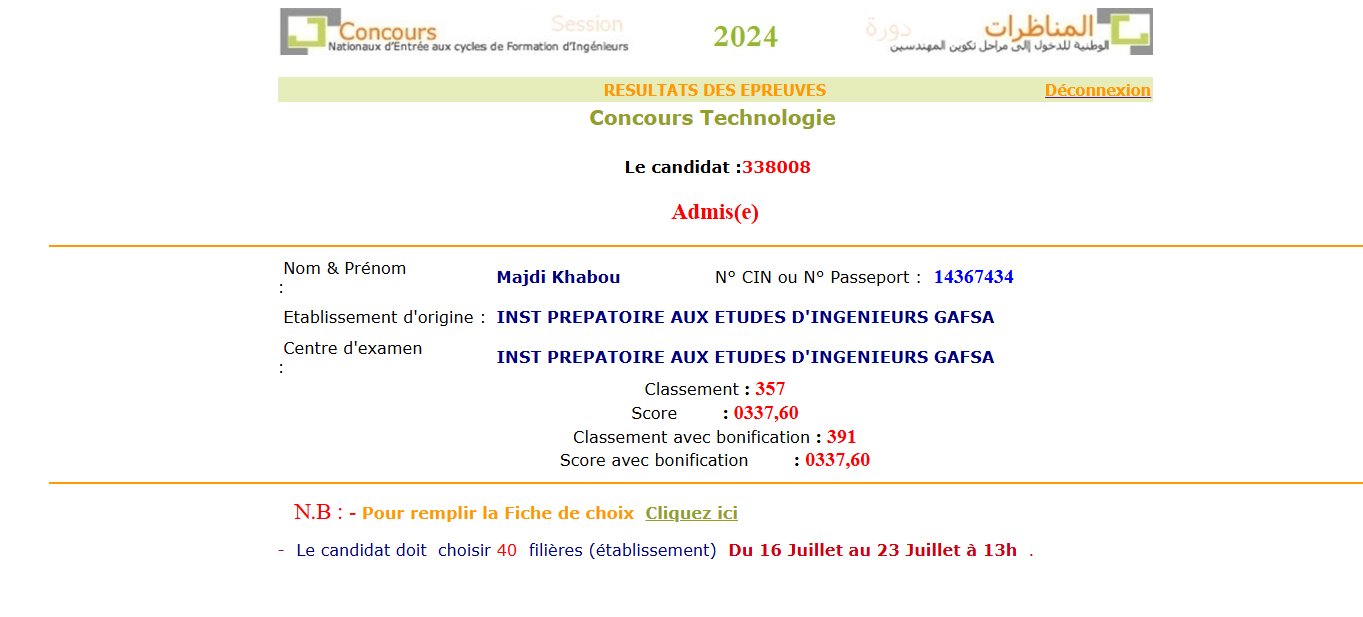 Concours Session 2024 دورة المناظرات
Nationaux d'Entrée aux cycles de Formation d'Ingénieurs الوطنية للدخول إلى مراحل تكوين المهندسين
RESULTATS DES EPREUVES Déconnexion
Concours Technologie
Le candidat :338008
Admis(e)
Nom & Prénom : Majdi Khabou N° CIN ou N° Passeport : 14367434
Etablissement d'origine : INST PREPATOIRE AUX ETUDES D'INGENIEURS GAFSA
Centre d'examen : INST PREPATOIRE AUX ETUDES D'INGENIEURS GAFSA
Classement : 357
Score : 0337,60
Classement avec bonification : 391
Score avec bonification : 0337,60
N.B : - Pour remplir la Fiche de choix Cliquez ici
- Le candidat doit choisir 40 filières (établissement) Du 16 Juillet au 23 Juillet à 13h .